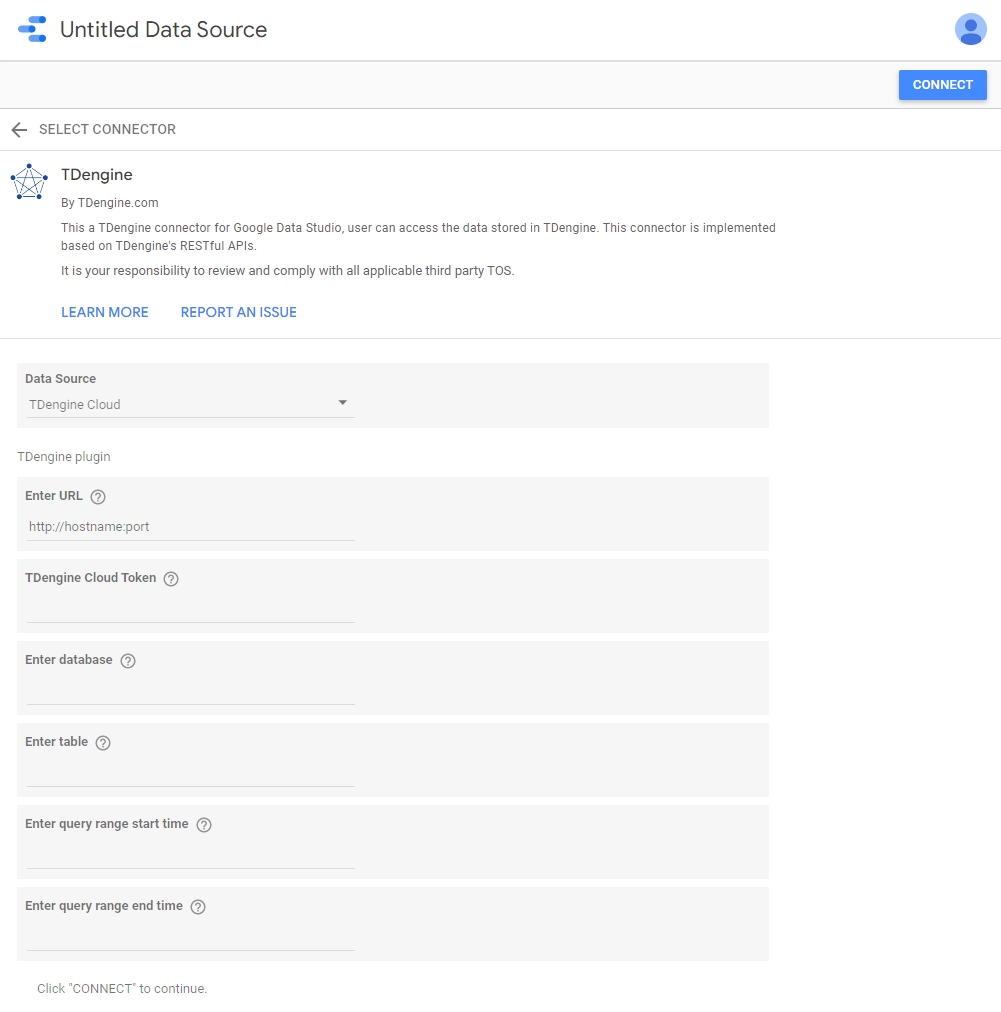 Untitled Data Source
CONNECT
SELECT CONNECTOR
TDengine
By TDengine.com
This a TDengine connector for Google Data Studio, user can access the data stored in TDengine. This connector is implemented
based on TDengine's RESTful APIs.
It is your responsibility to review and comply with all applicable third party TOS.
LEARN MORE REPORT AN ISSUE
Data Source
TDengine Cloud
TDengine plugin
Enter URL ?
http://hostname:port
TDengine Cloud Token ?
Enter database ?
Enter table ?
Enter query range start time ?
Enter query range end time ?
Click "CONNECT" to continue.